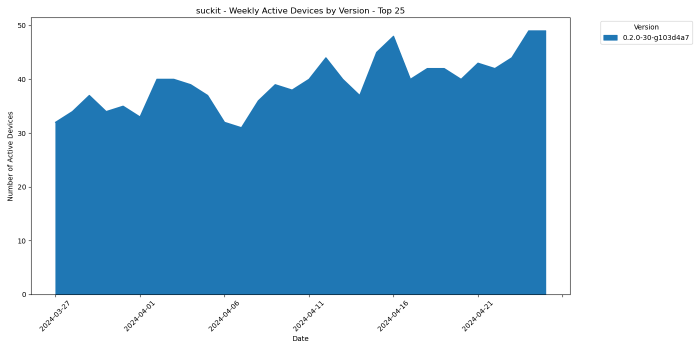 suckit - Weekly Active Devices by Version - Top 25
Version
0.2.0-30-g103d4a7
Number of Active Devices
50
40
30
20
10
0
2024-03-27
2024-04-01
2024-04-06
2024-04-11
2024-04-16
2024-04-21
Date